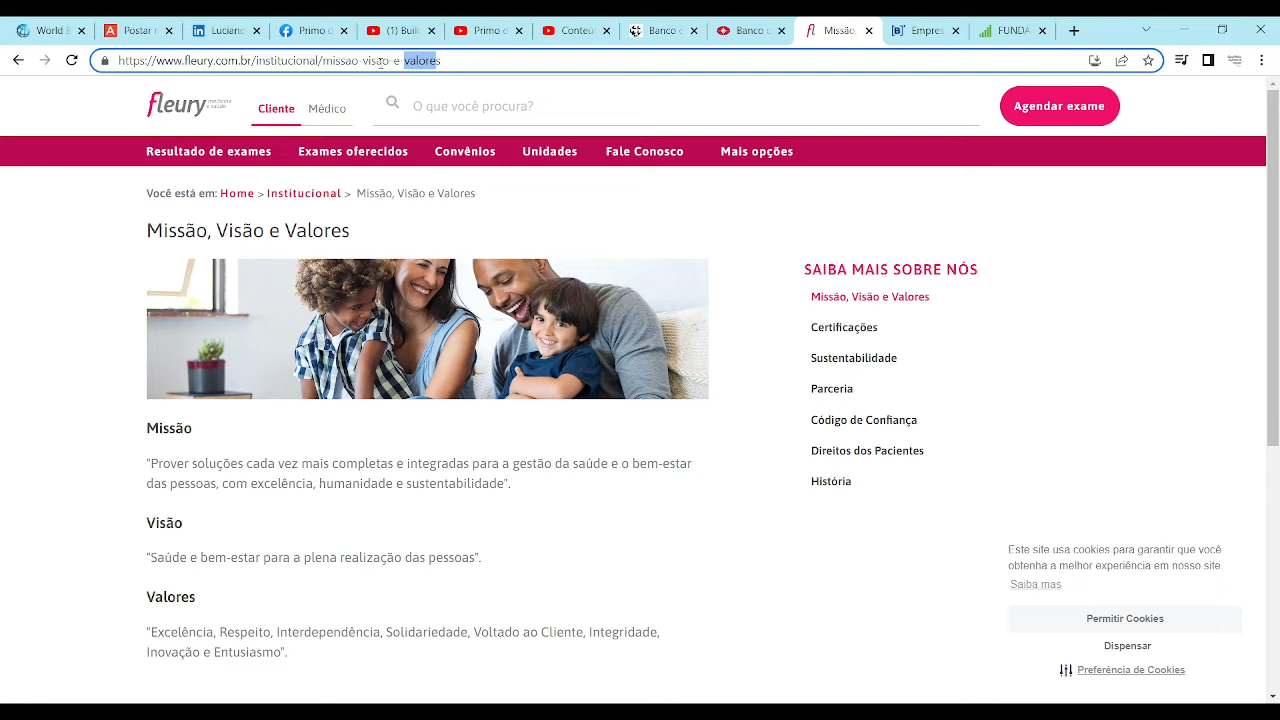 World B
Postar r
Luciano
Primo d
(1) Buil
Primo d
Conteú
Banco c
Banco c
Missão,
Empres
FUNDA
https://www.fleury.com.br/institucional/missao-visao-e-valores
fleury medicina e saúde
Cliente
Médico
O que você procura?
Agendar exame
Resultado de exames
Exames oferecidos
Convênios
Unidades
Fale Conosco
Mais opções
Você está em: Home > Institucional > Missão, Visão e Valores
Missão, Visão e Valores
Missão
"Prover soluções cada vez mais completas e integradas para a gestão da saúde e o bem-estar
das pessoas, com excelência, humanidade e sustentabilidade".
Visão
"Saúde e bem-estar para a plena realização das pessoas".
Valores
"Excelência, Respeito, Interdependência, Solidariedade, Voltado ao Cliente, Integridade,
Inovação e Entusiasmo".
SAIBA MAIS SOBRE NÓS
Missão, Visão e Valores
Certificações
Sustentabilidade
Parceria
Código de Confiança
Direitos dos Pacientes
História
Este site usa cookies para garantir que você
obtenha a melhor experiência em nosso site
Saiba mas
Permitir Cookies
Dispensar
Preferência de Cookies